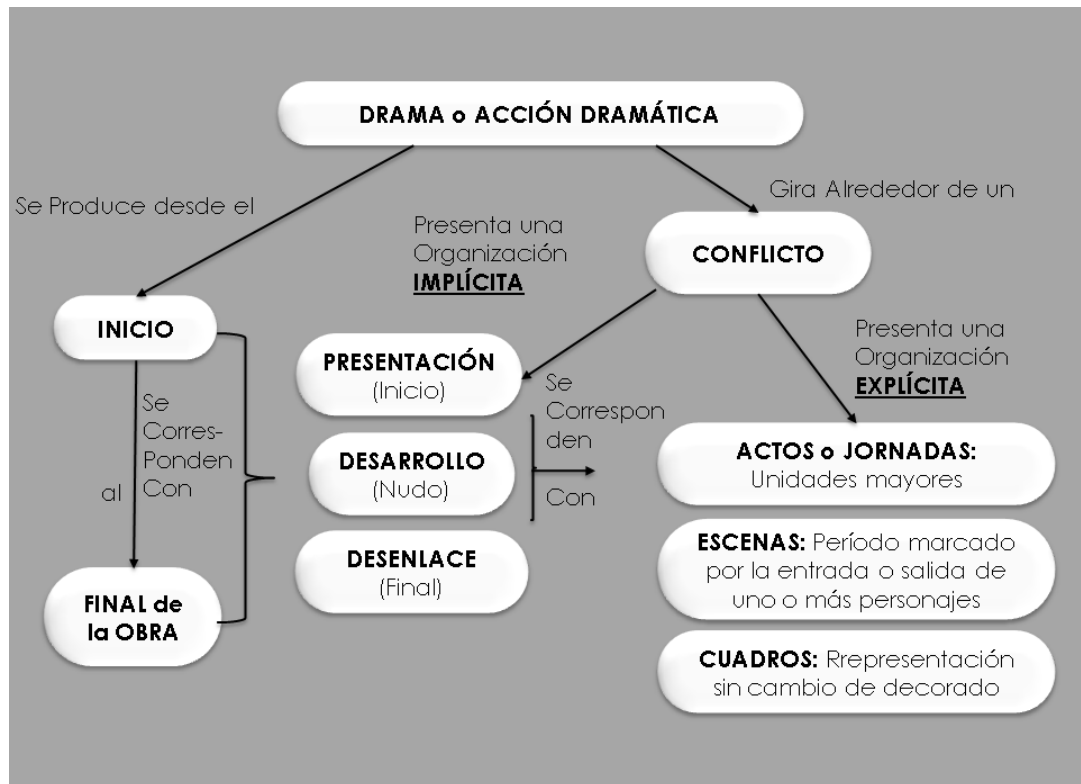 DRAMA o ACCIÓN DRAMÁTICA
Se Produce desde el
Gira Alrededor de un
Presenta una
Organización
IMPLÍCITA
CONFLICTO
INICIO
Presenta una
Organización
EXPLÍCITA
PRESENTACIÓN
(Inicio)
Se
Correspon
den
Con
Se
Corres-
Ponden
Con
al
DESARROLLO
(Nudo)
ACTOS o JORNADAS:
Unidades mayores
DESENLACE
(Final)
ESCENAS: Período marcado
por la entrada o salida de
uno o más personajes
FINAL de
la OBRA
CUADROS: Rrepresentación
sin cambio de decorado